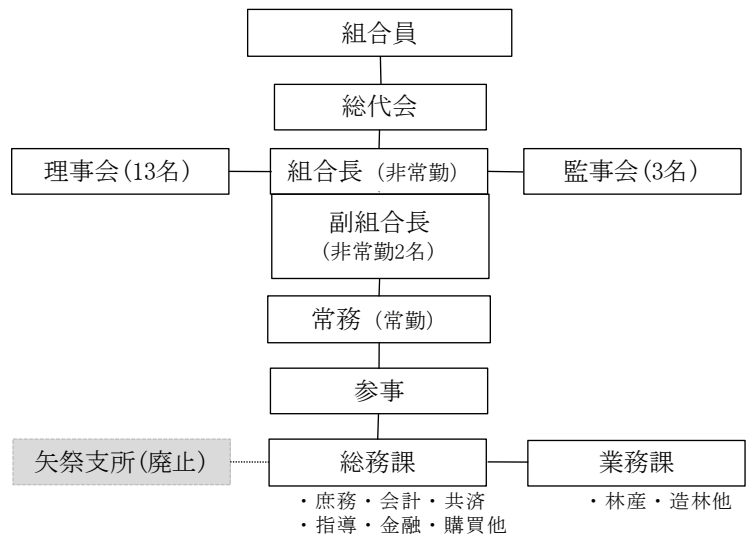 組合員
総代会
理事会(13名)
組合長（非常勤）
監事会(3名)
副組合長
（非常勤2名）
常務（常勤）
参事
矢祭支所(廃止)
総務課
業務課
・庶務・会計・共済
・指導・金融・購買他
・林産・造林他